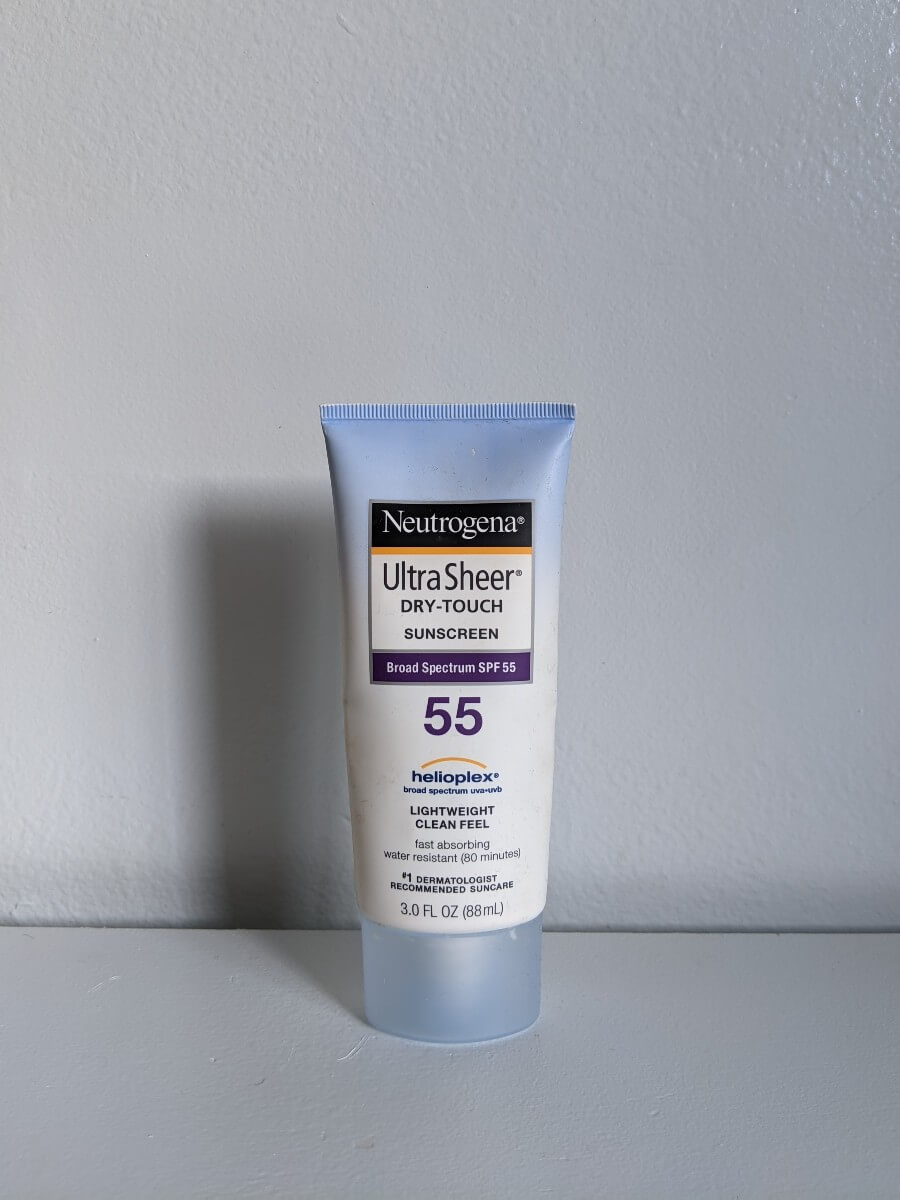 Neutrogena®
Ultra Sheer®
DRY-TOUCH
SUNSCREEN
Broad Spectrum SPF 55
55
helioplex®
broad spectrum uva•uvb
LIGHTWEIGHT
CLEAN FEEL
fast absorbing
water resistant (80 minutes)
#1 DERMATOLOGIST
RECOMMENDED SUNCARE
3.0 FL OZ (88mL)